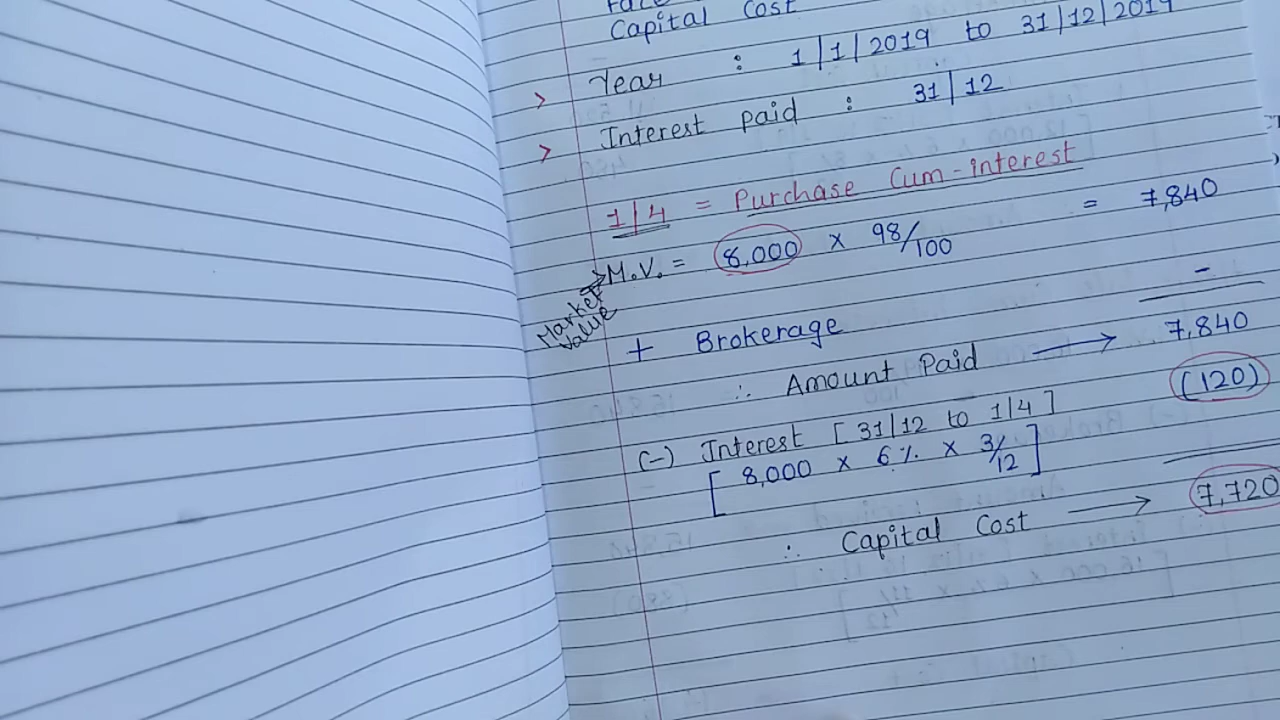 Capital Cost
> Year : 1/1/2019 to 31/12/2019
> Interest paid : 31/12
1/4 = Purchase Cum-interest
M.V. = 8,000 x 98/100 = 7,840
Market Value
+ Brokerage -
∴ Amount Paid → 7,840
(-) Interest [31/12 to 1/4] (120)
[8,000 x 6% x 3/12]
∴ Capital Cost → 7,720